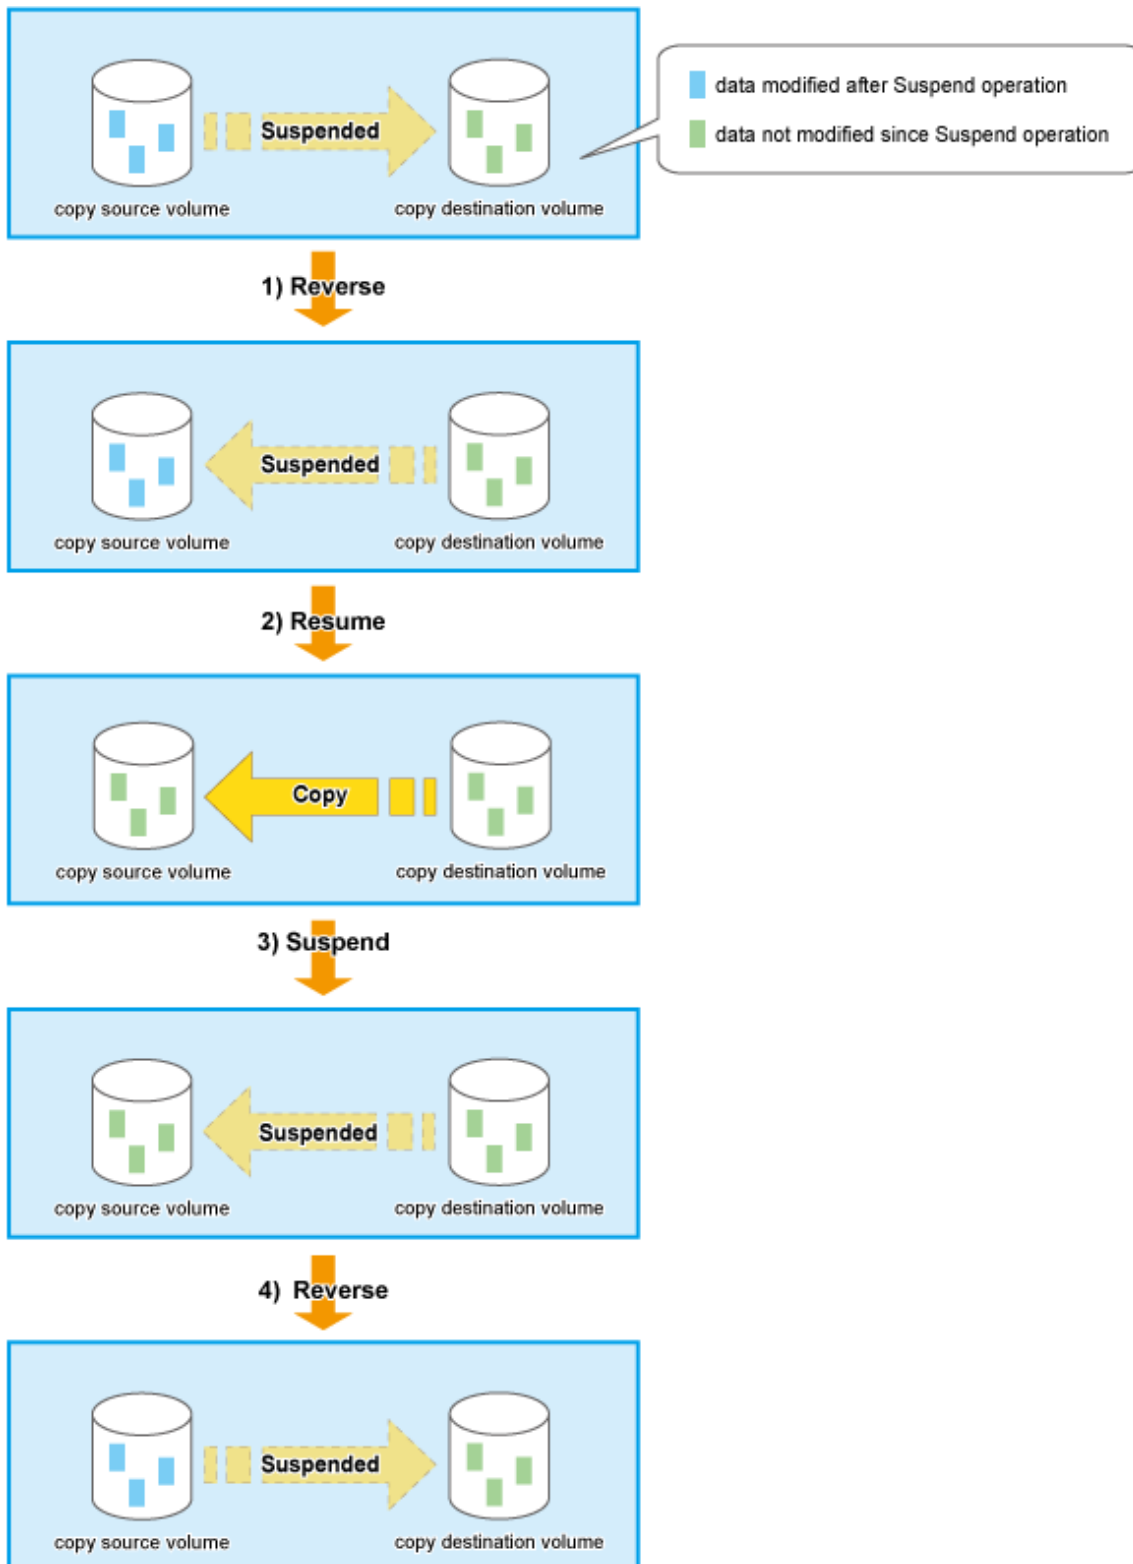 data modified after Suspend operation
data not modified since Suspend operation
Suspended
copy source volume
copy destination volume
1) Reverse
Suspended
copy source volume
copy destination volume
2) Resume
Copy
copy source volume
copy destination volume
3) Suspend
Suspended
copy source volume
copy destination volume
4) Reverse
Suspended
copy source volume
copy destination volume